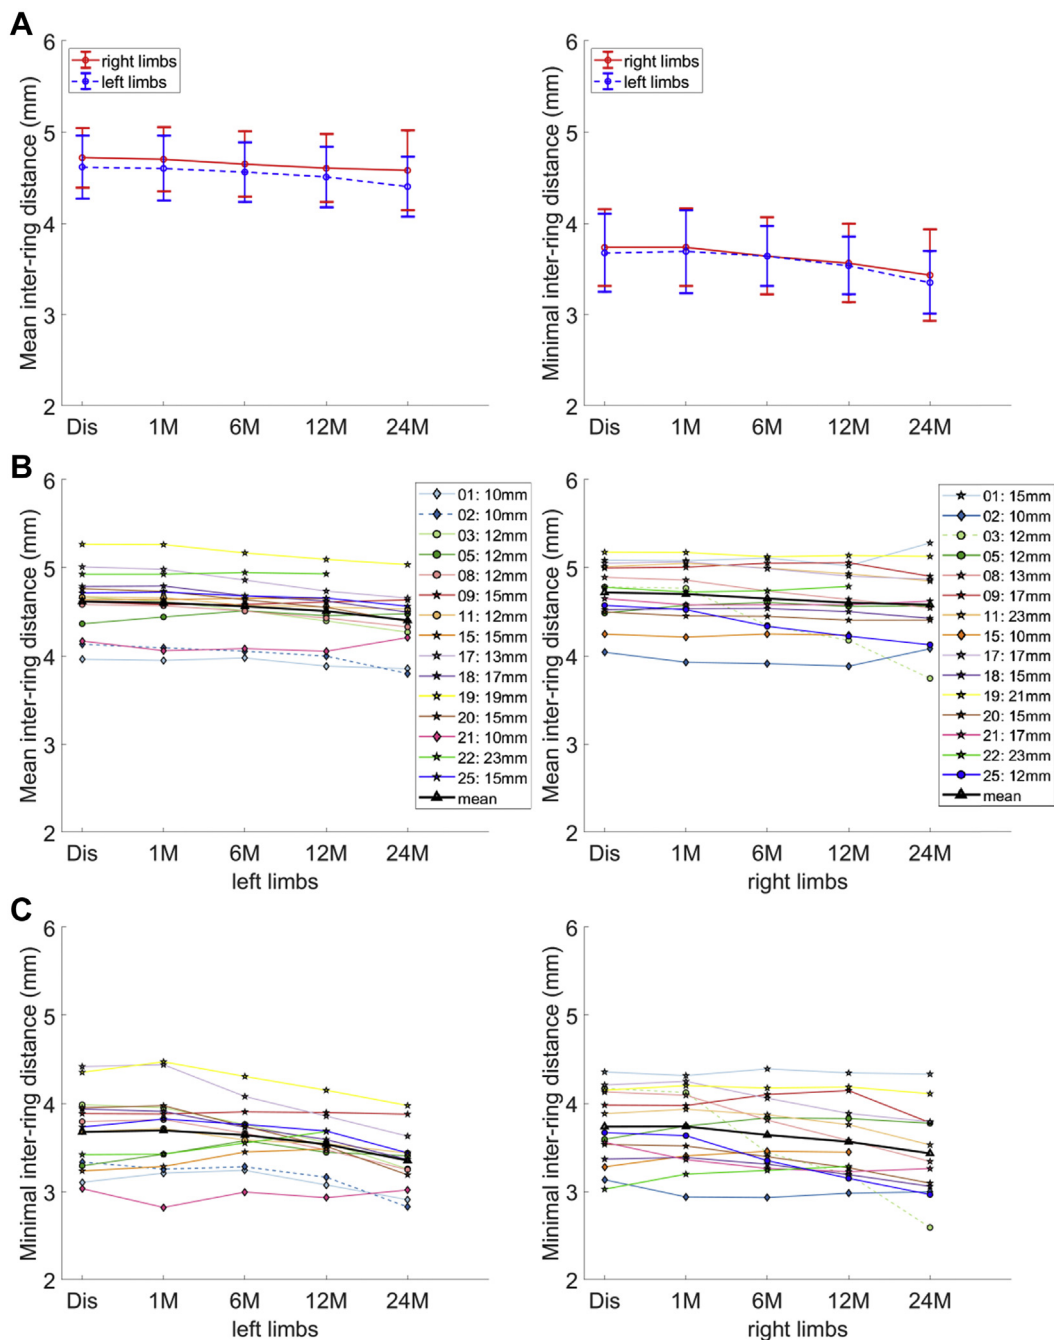 A
Mean inter-ring distance (mm)
6
5
4
3
2
right limbs
left limbs
Dis 1M 6M 12M 24M
Minimal inter-ring distance (mm)
6
5
4
3
2
right limbs
left limbs
Dis 1M 6M 12M 24M
B
Mean inter-ring distance (mm)
6
5
4
3
2
01: 10mm
02: 10mm
03: 12mm
05: 12mm
08: 12mm
09: 15mm
11: 12mm
15: 15mm
17: 13mm
18: 17mm
19: 19mm
20: 15mm
21: 10mm
22: 23mm
25: 15mm
mean
Dis 1M 6M 12M 24M
left limbs
Mean inter-ring distance (mm)
6
5
4
3
2
01: 15mm
02: 10mm
03: 12mm
05: 12mm
08: 13mm
09: 17mm
11: 23mm
15: 10mm
17: 17mm
18: 15mm
19: 21mm
20: 15mm
21: 17mm
22: 23mm
25: 12mm
mean
Dis 1M 6M 12M 24M
right limbs
C
Minimal inter-ring distance (mm)
6
5
4
3
2
Dis 1M 6M 12M 24M
left limbs
Minimal inter-ring distance (mm)
6
5
4
3
2
Dis 1M 6M 12M 24M
right limbs